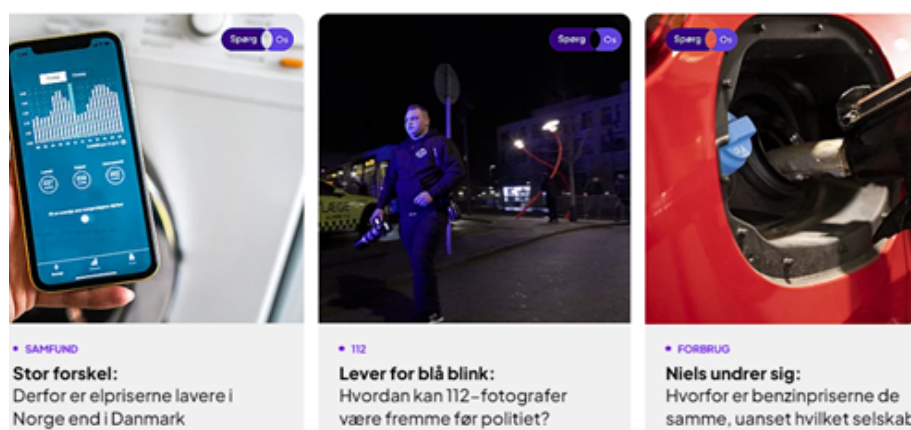 Spørg Os
• SAMFUND
Stor forskel:
Derfor er elpriserne lavere i
Norge end i Danmark
Spørg Os
LÆGE
• 112
Lever for blå blink:
Hvordan kan 112-fotografer
være fremme før politiet?
Spørg Os
• FORBRUG
Niels undrer sig:
Hvorfor er benzinpriserne de
samme, uanset hvilket selskab